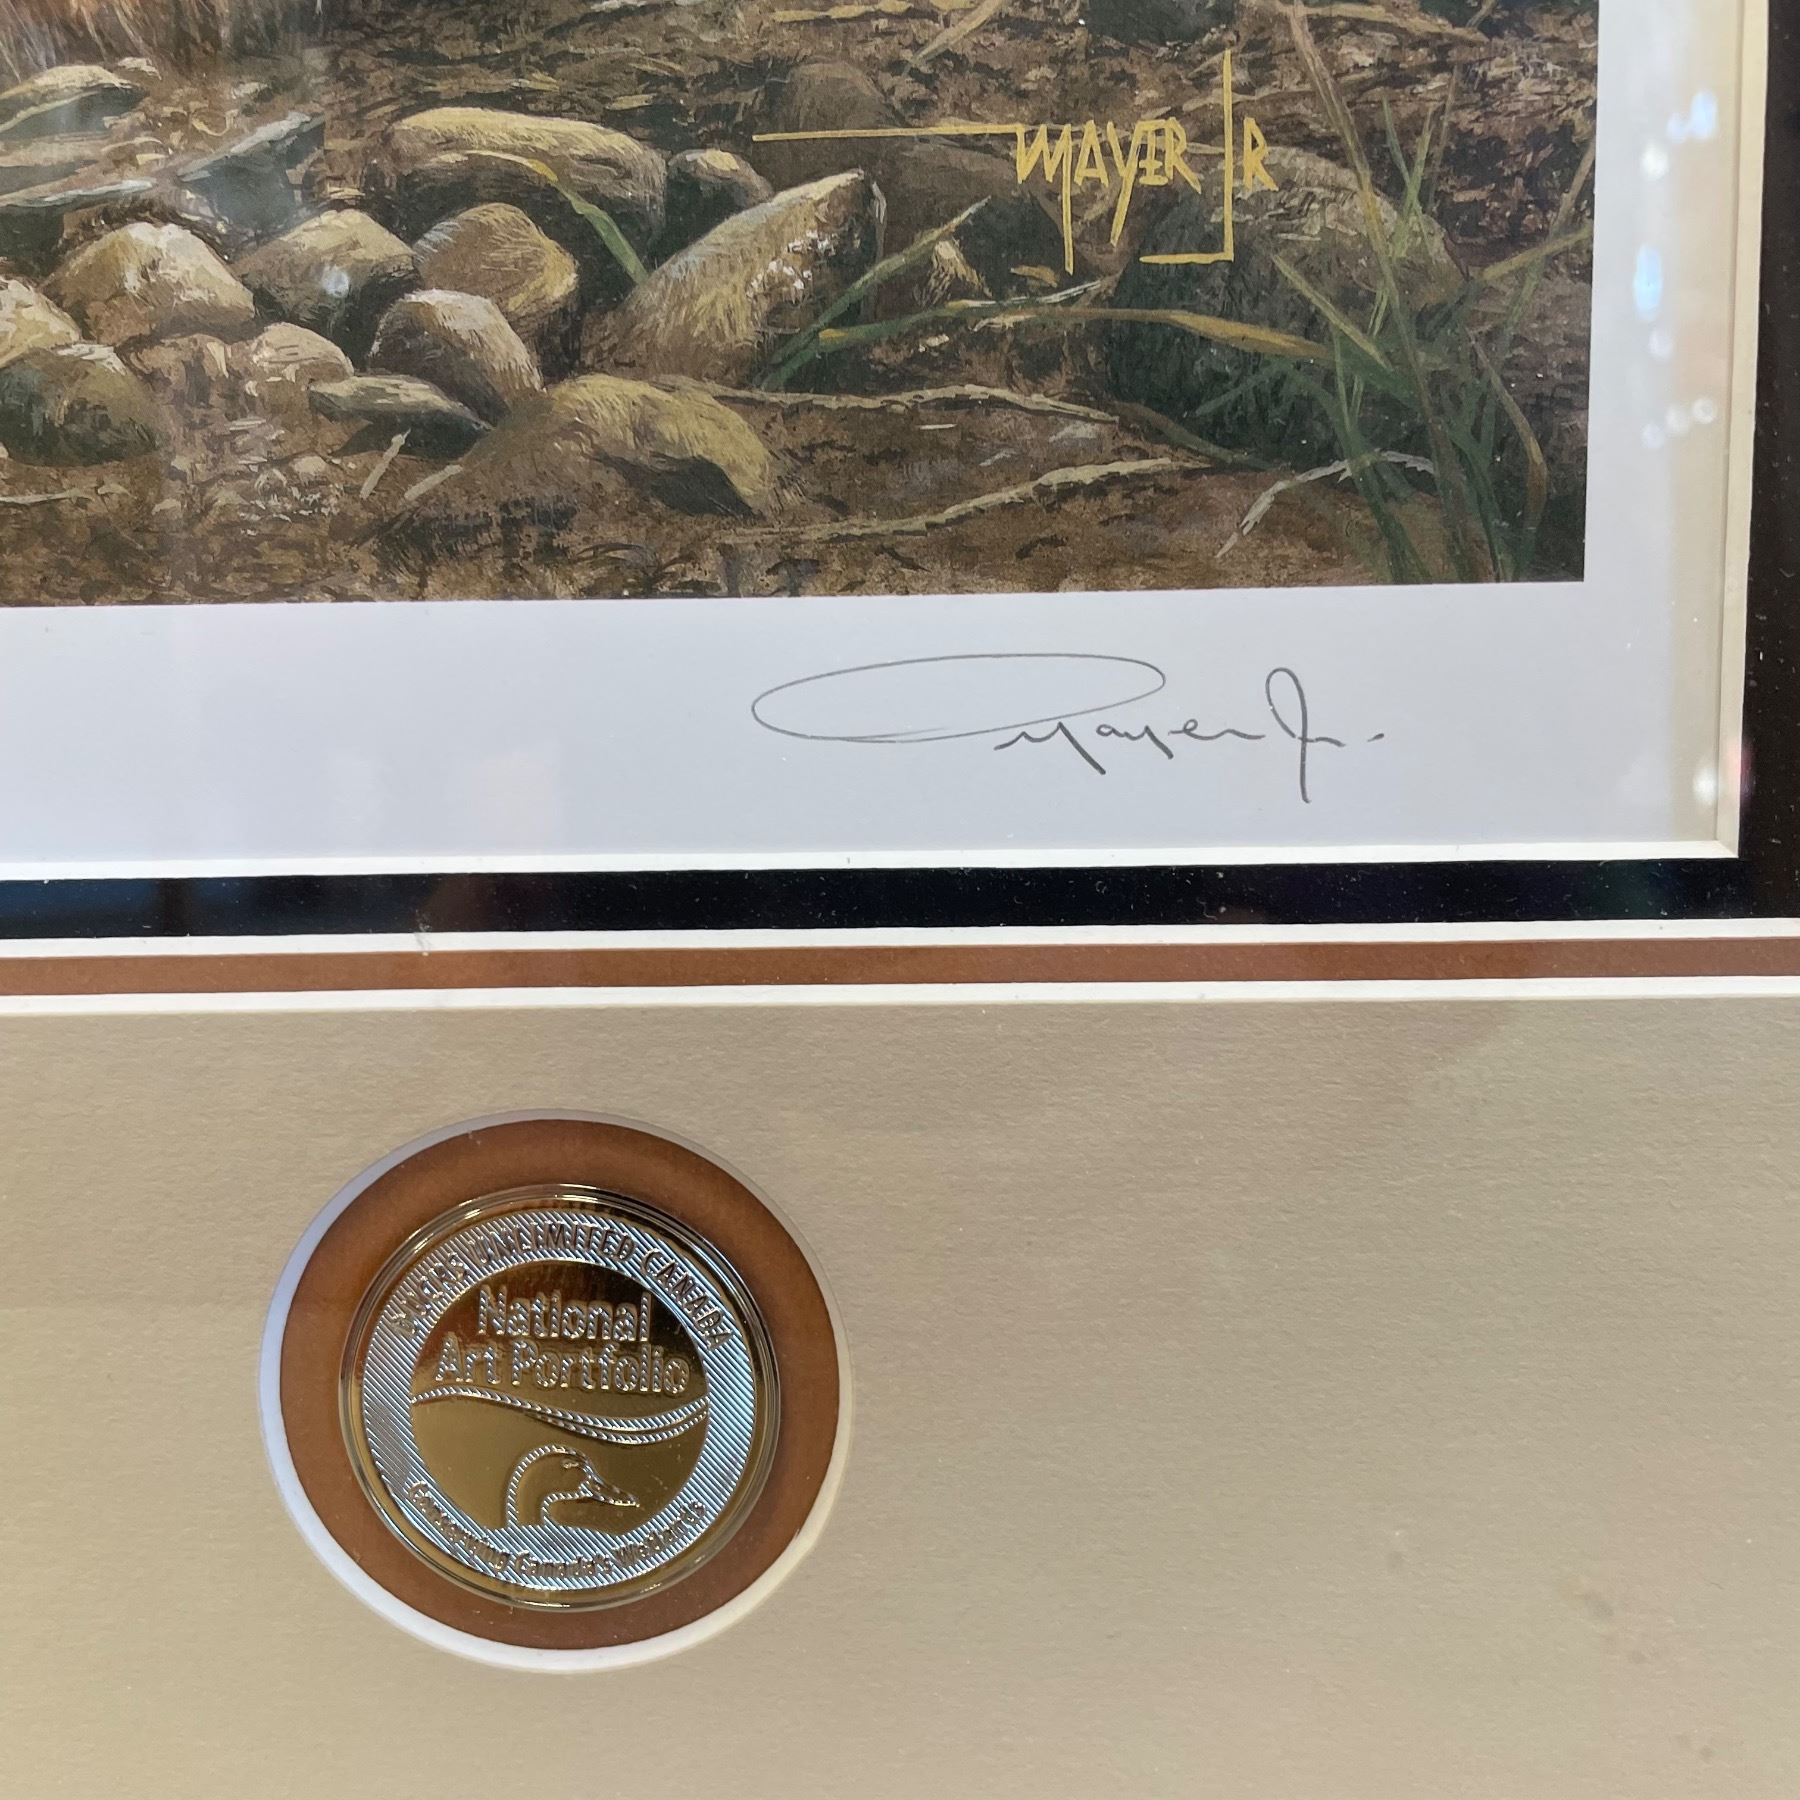 MAYER JR
Mayer Jr.
DUCKS UNLIMITED CANADA
National
Art Portfolio
Conserving Canada's Wetlands